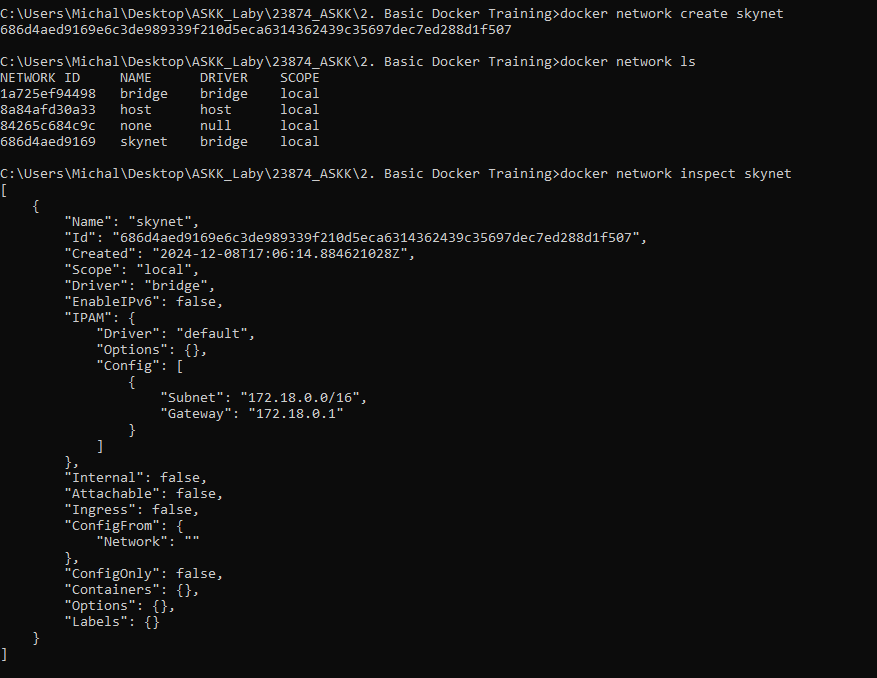 C:\Users\Michal\Desktop\ASKK_Laby\23874_ASKK\2. Basic Docker Training>docker network create skynet
686d4aed9169e6c3de989339f210d5eca6314362439c35697dec7ed288d1f507

C:\Users\Michal\Desktop\ASKK_Laby\23874_ASKK\2. Basic Docker Training>docker network ls
NETWORK ID     NAME      DRIVER    SCOPE
1a725ef94498   bridge    bridge    local
8a84afd30a33   host      host      local
84265c684c9c   none      null      local
686d4aed9169   skynet    bridge    local

C:\Users\Michal\Desktop\ASKK_Laby\23874_ASKK\2. Basic Docker Training>docker network inspect skynet
[
    {
        "Name": "skynet",
        "Id": "686d4aed9169e6c3de989339f210d5eca6314362439c35697dec7ed288d1f507",
        "Created": "2024-12-08T17:06:14.884621028Z",
        "Scope": "local",
        "Driver": "bridge",
        "EnableIPv6": false,
        "IPAM": {
            "Driver": "default",
            "Options": {},
            "Config": [
                {
                    "Subnet": "172.18.0.0/16",
                    "Gateway": "172.18.0.1"
                }
            ]
        },
        "Internal": false,
        "Attachable": false,
        "Ingress": false,
        "ConfigFrom": {
            "Network": ""
        },
        "ConfigOnly": false,
        "Containers": {},
        "Options": {},
        "Labels": {}
    }
]